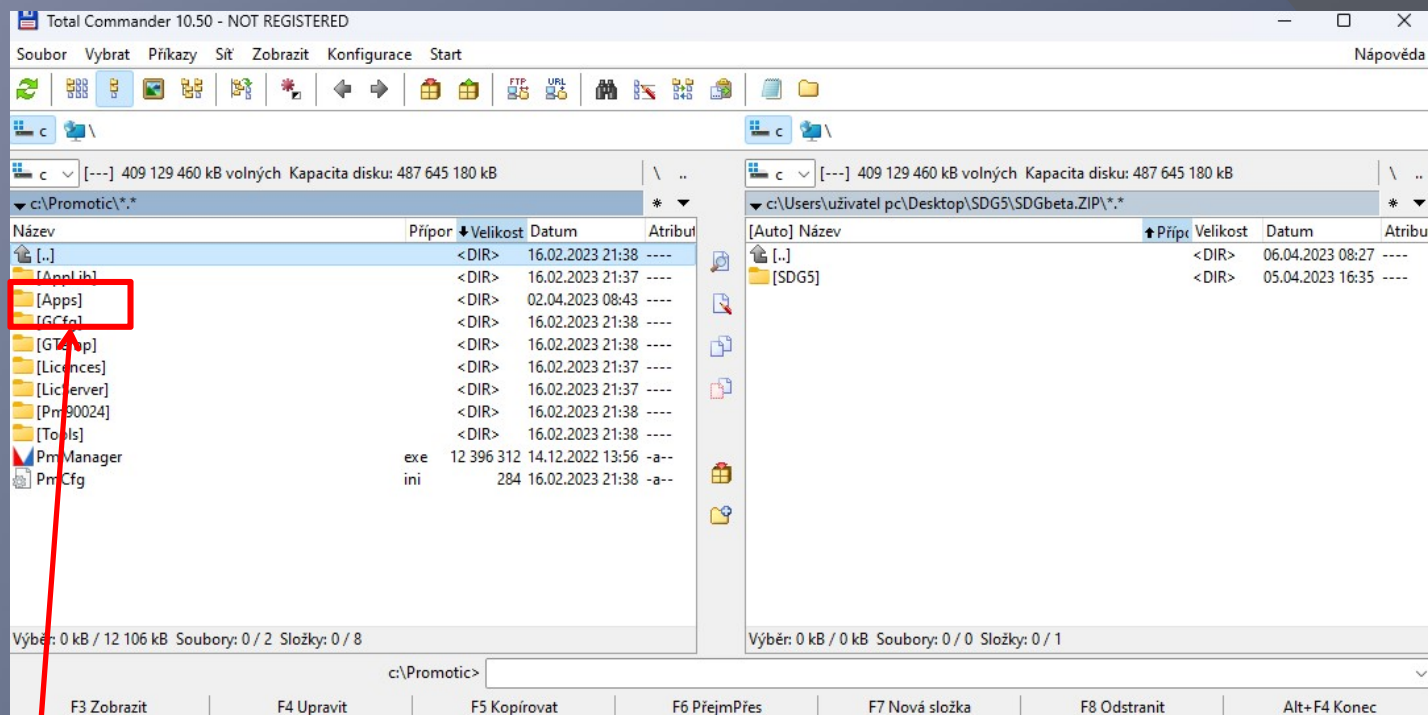 Total Commander 10.50 - NOT REGISTERED
Soubor Vybrat Příkazy Síť Zobrazit Konfigurace Start Nápověda
FTP URL
c \ c \
c [---] 409 129 460 kB volných Kapacita disku: 487 645 180 kB \ ..
c [---] 409 129 460 kB volných Kapacita disku: 487 645 180 kB \ ..
c:\Promotic\*.* *
c:\Users\uživatel pc\Desktop\SDG5\SDGbeta.ZIP\*.* *
Název Přípor Velikost Datum Atribut
[..] <DIR> 16.02.2023 21:38 ----
[AppLib] <DIR> 16.02.2023 21:37 ----
[Apps] <DIR> 02.04.2023 08:43 ----
[GCfg] <DIR> 16.02.2023 21:38 ----
[GTemp] <DIR> 16.02.2023 21:38 ----
[Licences] <DIR> 16.02.2023 21:37 ----
[LicServer] <DIR> 16.02.2023 21:37 ----
[Pm90024] <DIR> 16.02.2023 21:38 ----
[Tools] <DIR> 16.02.2023 21:38 ----
PmManager exe 12 396 312 14.12.2022 13:56 -a--
PmCfg ini 284 16.02.2023 21:38 -a--
Výběr: 0 kB / 12 106 kB Soubory: 0 / 2 Složky: 0 / 8
[Auto] Název Přípo Velikost Datum Atribu
[..] <DIR> 06.04.2023 08:27 ----
[SDG5] <DIR> 05.04.2023 16:35 ----
Výběr: 0 kB / 0 kB Soubory: 0 / 0 Složky: 0 / 1
c:\Promotic>
F3 Zobrazit F4 Upravit F5 Kopírovat F6 PřejmPřes F7 Nová složka F8 Odstranit Alt+F4 Konec